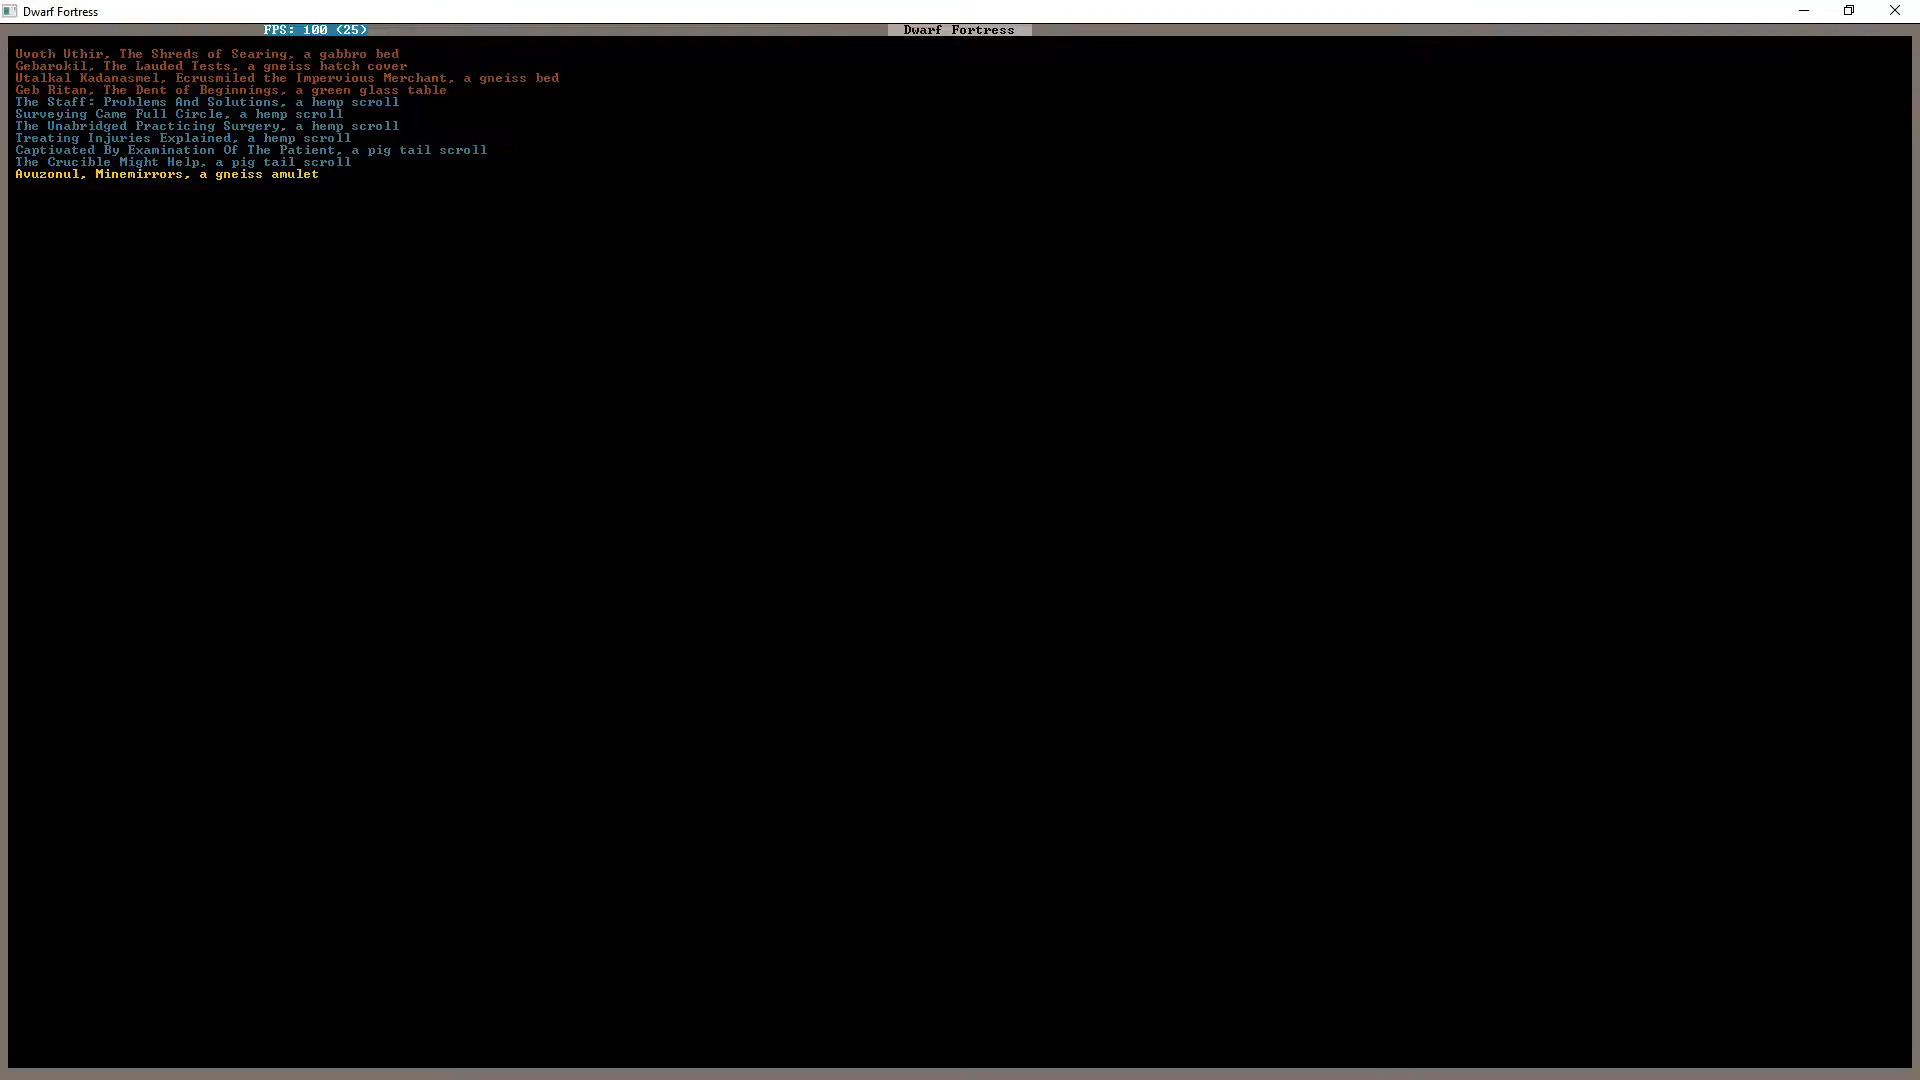 Dwarf Fortress
FPS: 100 (25)
Dwarf Fortress
Uvoth Uthir, The Shreds of Searing, a gabbro bed
Gebarokil, The Lauded Tests, a gneiss hatch cover
Utalkal Kadanasmel, Ecrusmiled the Impervious Merchant, a gneiss bed
Geb Ritan, The Dent of Beginnings, a green glass table
The Staff: Problems And Solutions, a hemp scroll
Surveying Came Full Circle, a hemp scroll
The Unabridged Practicing Surgery, a hemp scroll
Treating Injuries Explained, a hemp scroll
Captivated By Examination Of The Patient, a pig tail scroll
The Crucible Might Help, a pig tail scroll
Avuzonul, Minemirrors, a gneiss amulet